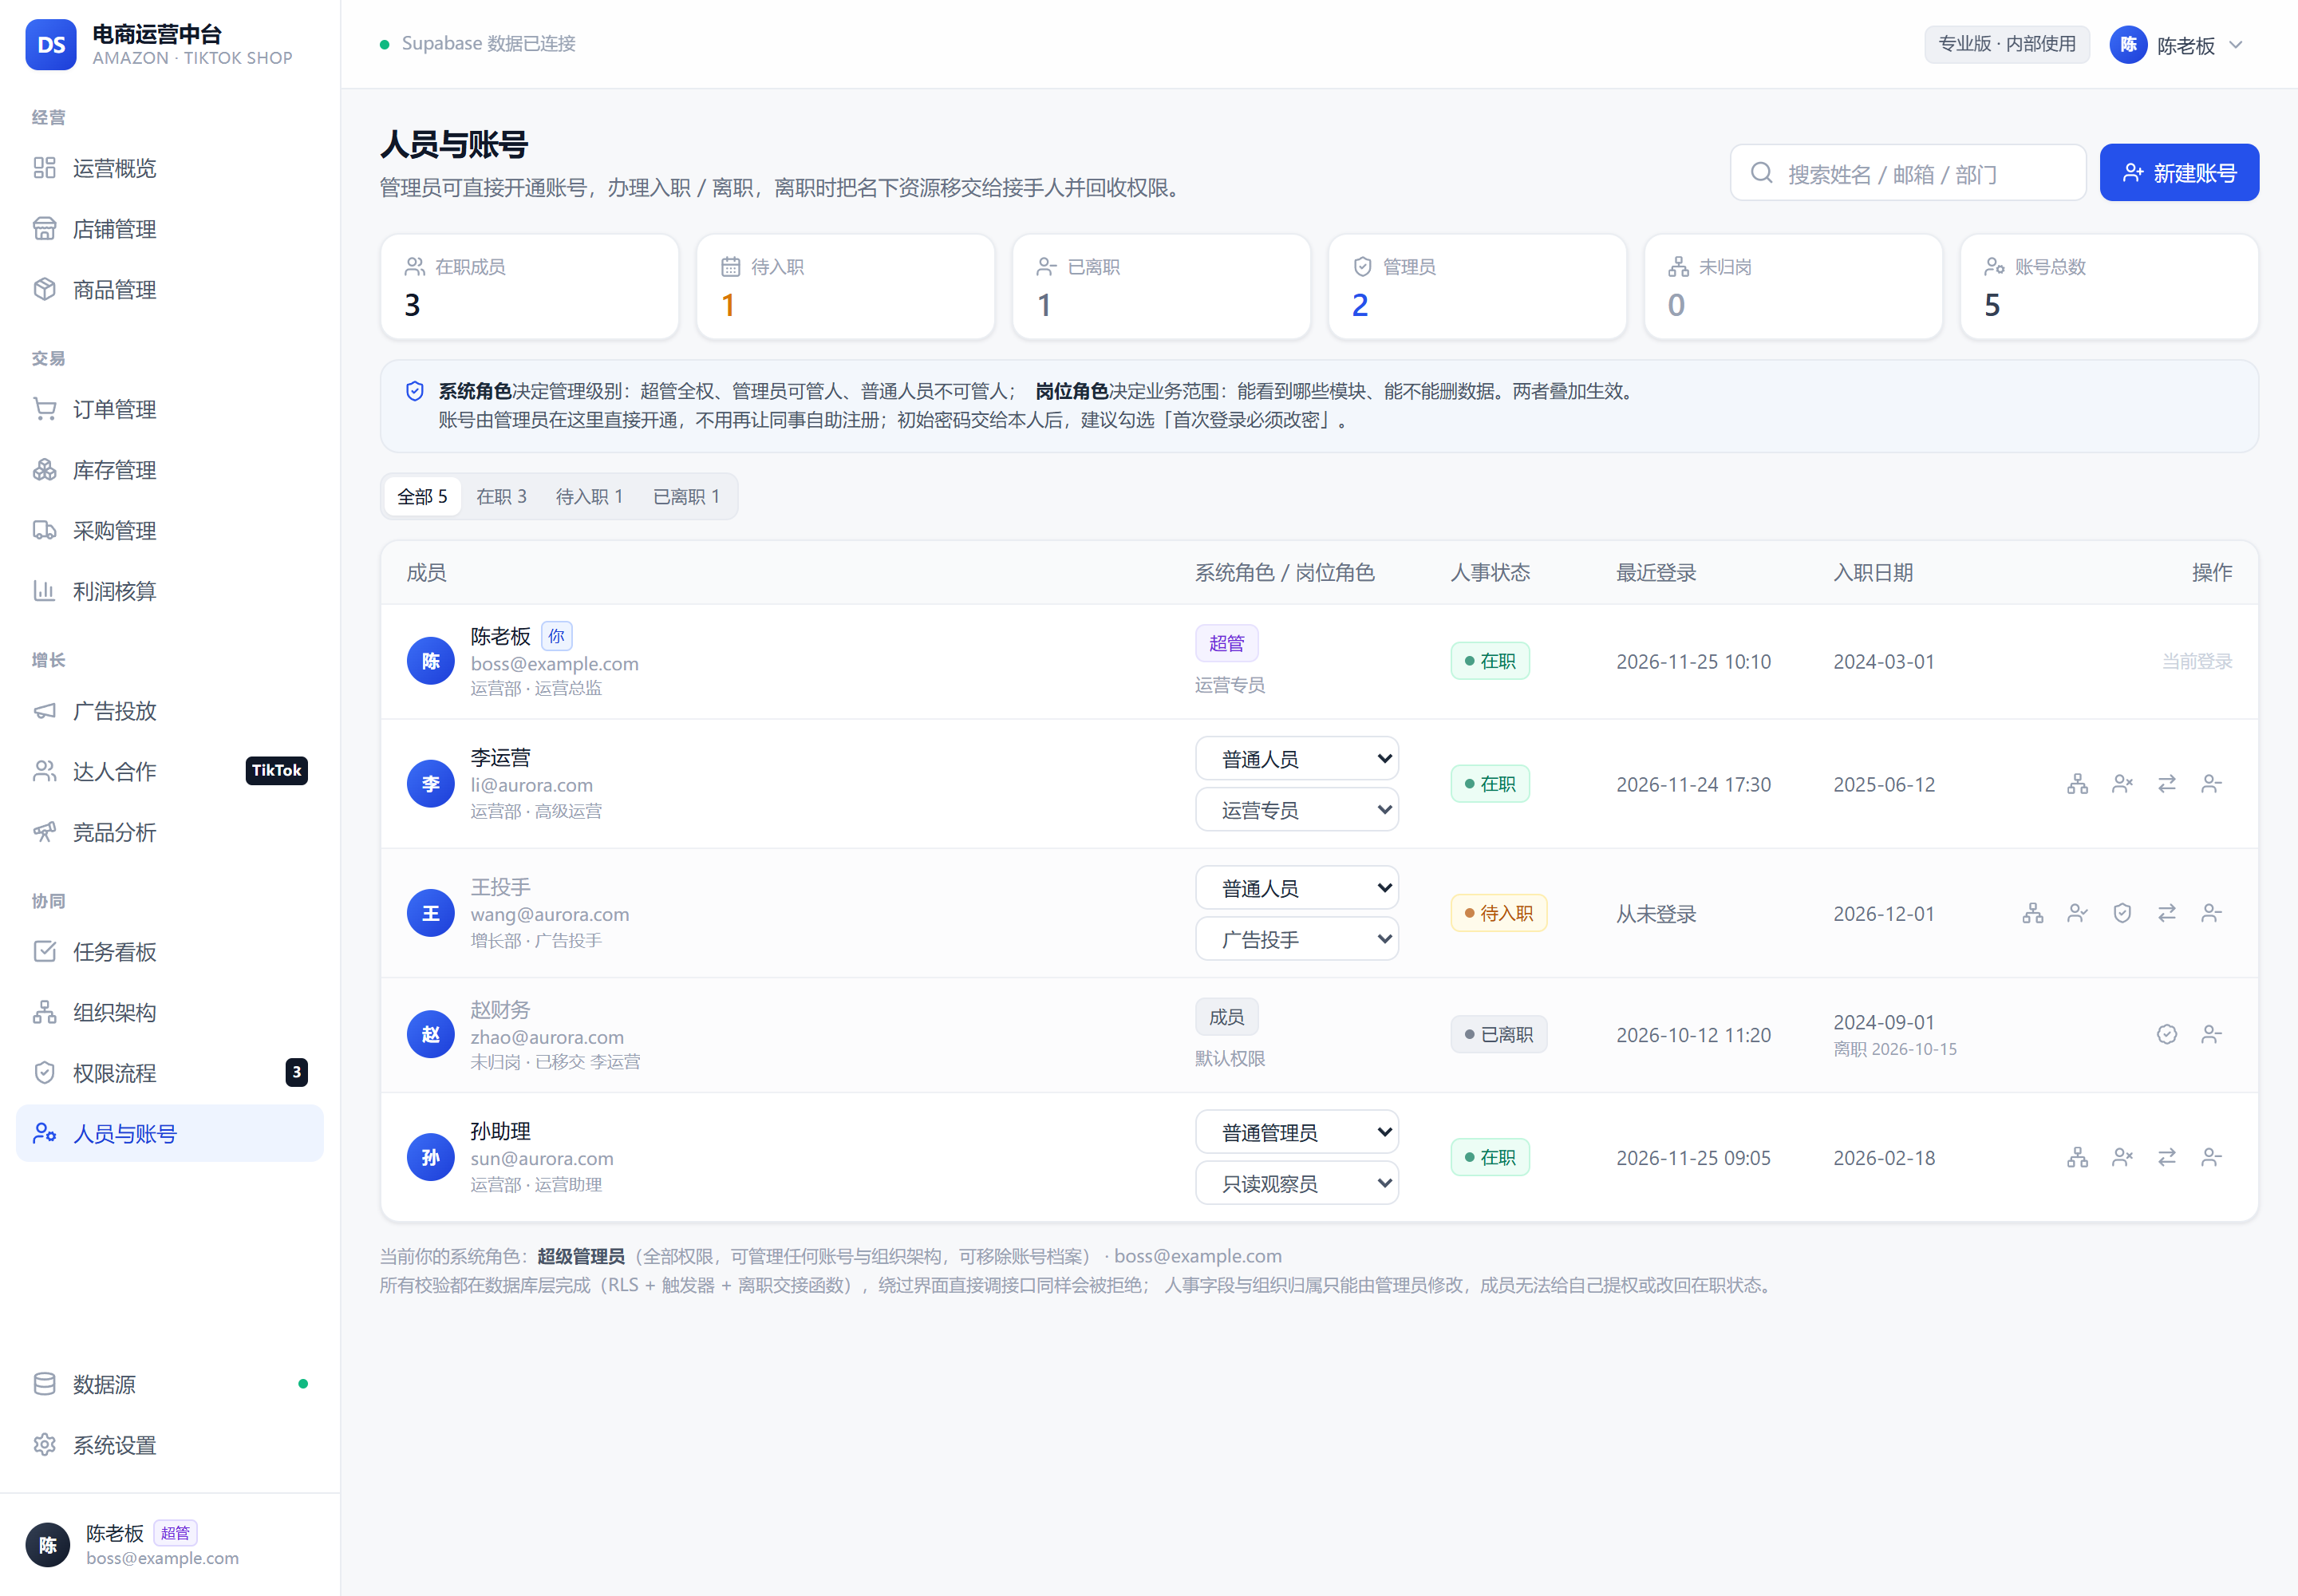 DS
电商运营中台
AMAZON · TIKTOK SHOP
经营
运营概览
店铺管理
商品管理
交易
订单管理
库存管理
采购管理
利润核算
增长
广告投放
达人合作 TikTok
竞品分析
协同
任务看板
组织架构
权限流程 3
人员与账号
数据源
系统设置
陈 陈老板 超管
boss@example.com
Supabase 数据已连接
专业版 · 内部使用 陈 陈老板
人员与账号
管理员可直接开通账号，办理入职 / 离职，离职时把名下资源移交给接手人并回收权限。
搜索姓名 / 邮箱 / 部门
新建账号
在职成员
3
待入职
1
已离职
1
管理员
2
未归岗
0
账号总数
5
系统角色决定管理级别：超管全权、管理员可管人、普通人员不可管人； 岗位角色决定业务范围：能看到哪些模块、能不能删数据。两者叠加生效。
账号由管理员在这里直接开通，不用再让同事自助注册；初始密码交给本人后，建议勾选「首次登录必须改密」。
全部 5 在职 3 待入职 1 已离职 1
成员 系统角色 / 岗位角色 人事状态 最近登录 入职日期 操作
陈 陈老板 你
boss@example.com
运营部 · 运营总监
超管
运营专员
在职 2026-11-25 10:10 2024-03-01 当前登录
李 李运营
li@aurora.com
运营部 · 高级运营
普通人员
运营专员
在职 2026-11-24 17:30 2025-06-12
王 王投手
wang@aurora.com
增长部 · 广告投手
普通人员
广告投手
待入职 从未登录 2026-12-01
赵 赵财务
zhao@aurora.com
未归岗 · 已移交 李运营
成员
默认权限
已离职 2026-10-12 11:20 2024-09-01
离职 2026-10-15
孙 孙助理
sun@aurora.com
运营部 · 运营助理
普通管理员
只读观察员
在职 2026-11-25 09:05 2026-02-18
当前你的系统角色：超级管理员（全部权限，可管理任何账号与组织架构，可移除账号档案） · boss@example.com
所有校验都在数据库层完成（RLS + 触发器 + 离职交接函数），绕过界面直接调接口同样会被拒绝； 人事字段与组织归属只能由管理员修改，成员无法给自己提权或改回在职状态。